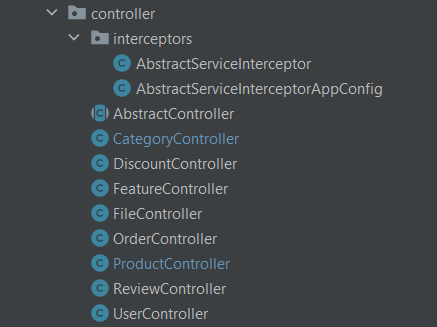 controller
interceptors
AbstractServiceInterceptor
AbstractServiceInterceptorAppConfig
AbstractController
CategoryController
DiscountController
FeatureController
FileController
OrderController
ProductController
ReviewController
UserController